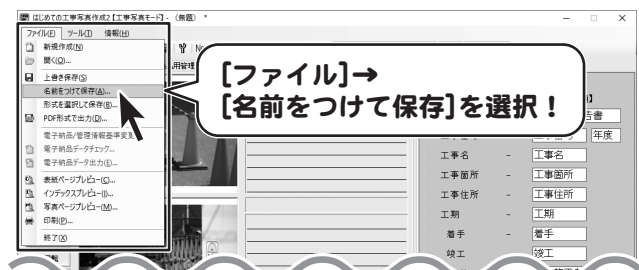 はじめての工事写真作成2【工事写真モード】- （無題） *
ファイル(F) ツール(T) 情報(H)
新規作成(N)
開く(O)...
上書き保存(S)
名前をつけて保存(A)...
形式を選択して保存(B)...
PDF形式で出力(D)...
電子納品/管理情報基準変更
電子納品データチェック...
電子納品データ出力(E)...
表紙ページプレビュー(C)...
インデックスプレビュー(I)...
写真ページプレビュー(M)...
印刷(P)...
終了(X)
用管理
[ファイル]→
[名前をつけて保存]を選択！
告書
年度
工事名 - 工事名
工事箇所 - 工事箇所
工事住所 - 工事住所
工期 - 工期
着手 - 着手
竣工 - 竣工